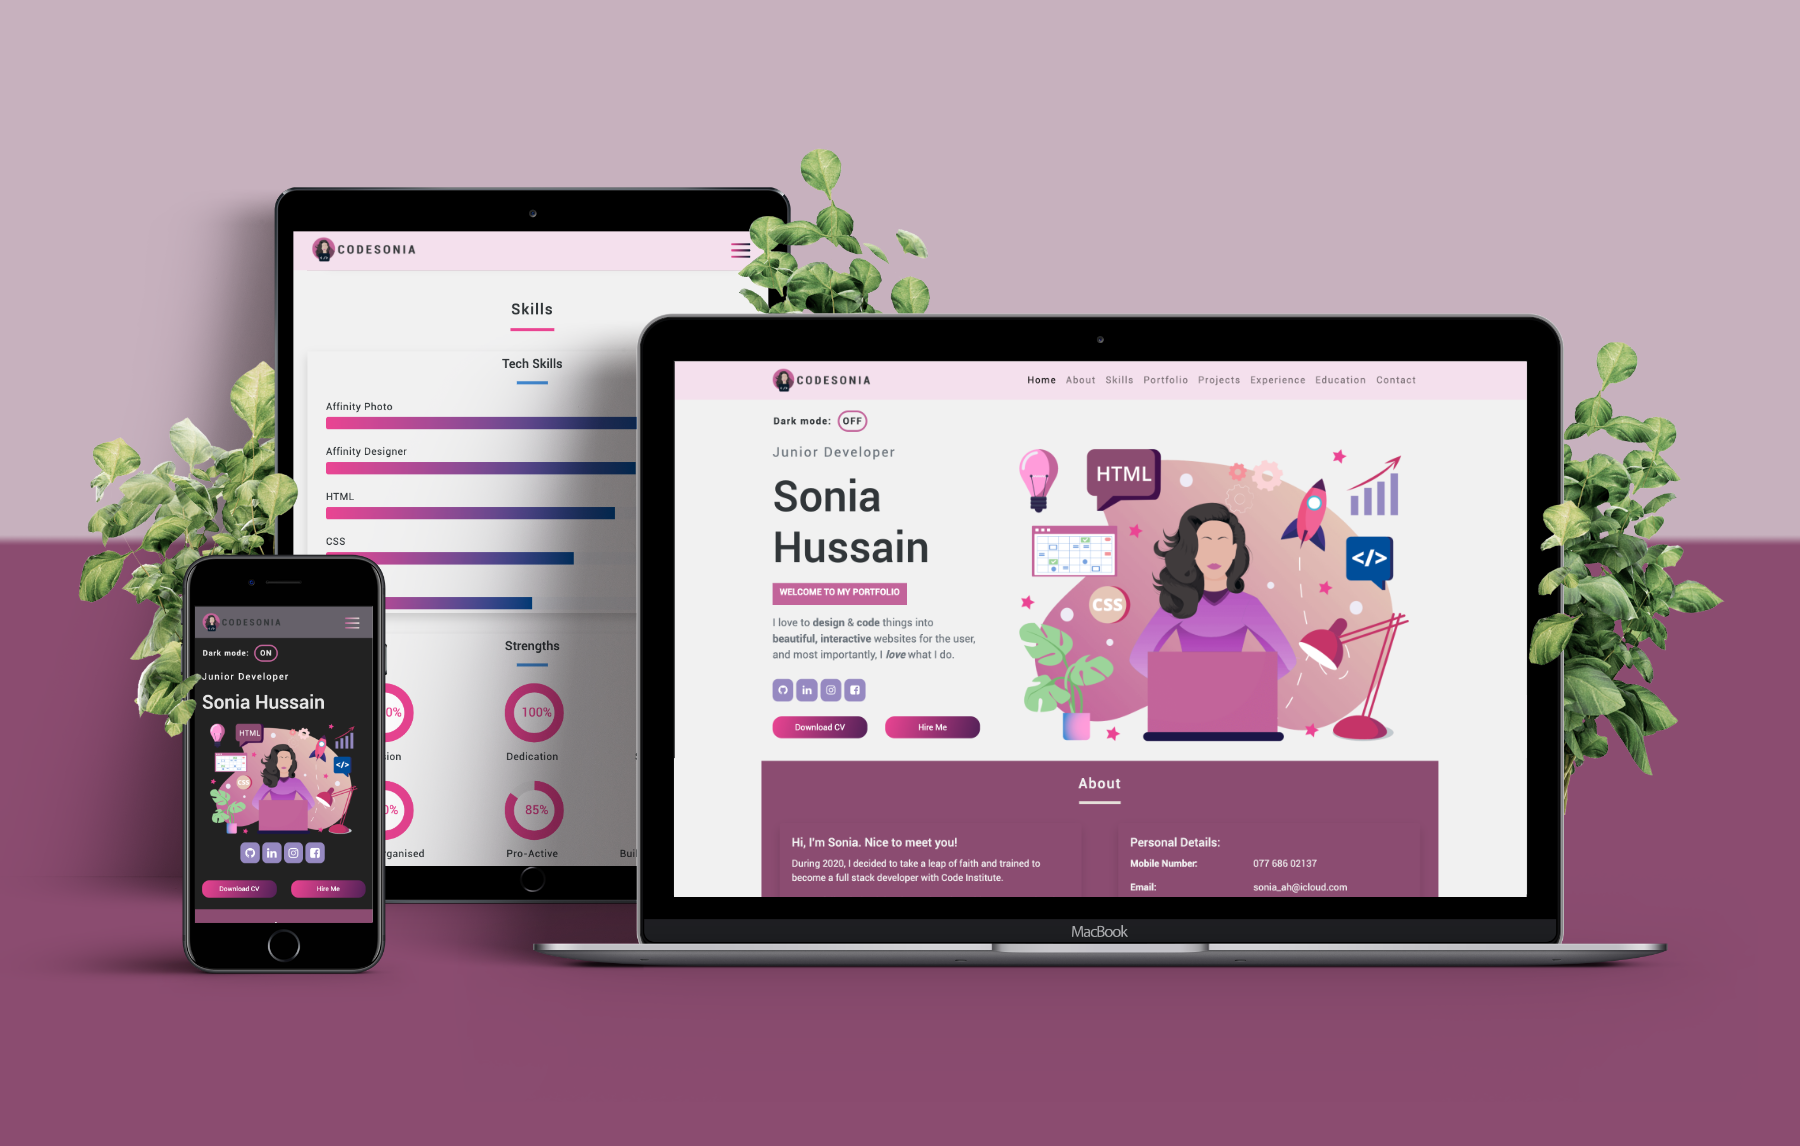 CODESONIA
Skills
Tech Skills
Affinity Photo
Affinity Designer
HTML
CSS
Strengths
0%
100%
ion
Dedication
0%
85%
rganised
Pro-Active
Buil
CODESONIA
Dark mode: ON
Junior Developer
Sonia Hussain
HTML
</>
CSS
Download CV
Hire Me
CODESONIA
Home About Skills Portfolio Projects Experience Education Contact
Dark mode: OFF
Junior Developer
Sonia
Hussain
WELCOME TO MY PORTFOLIO
I love to design & code things into
beautiful, interactive websites for the user,
and most importantly, I love what I do.
Download CV
Hire Me
HTML
</>
CSS
About
Hi, I'm Sonia. Nice to meet you!
During 2020, I decided to take a leap of faith and trained to
become a full stack developer with Code Institute.
Personal Details:
Mobile Number: 077 686 02137
Email: sonia_ah@icloud.com
MacBook